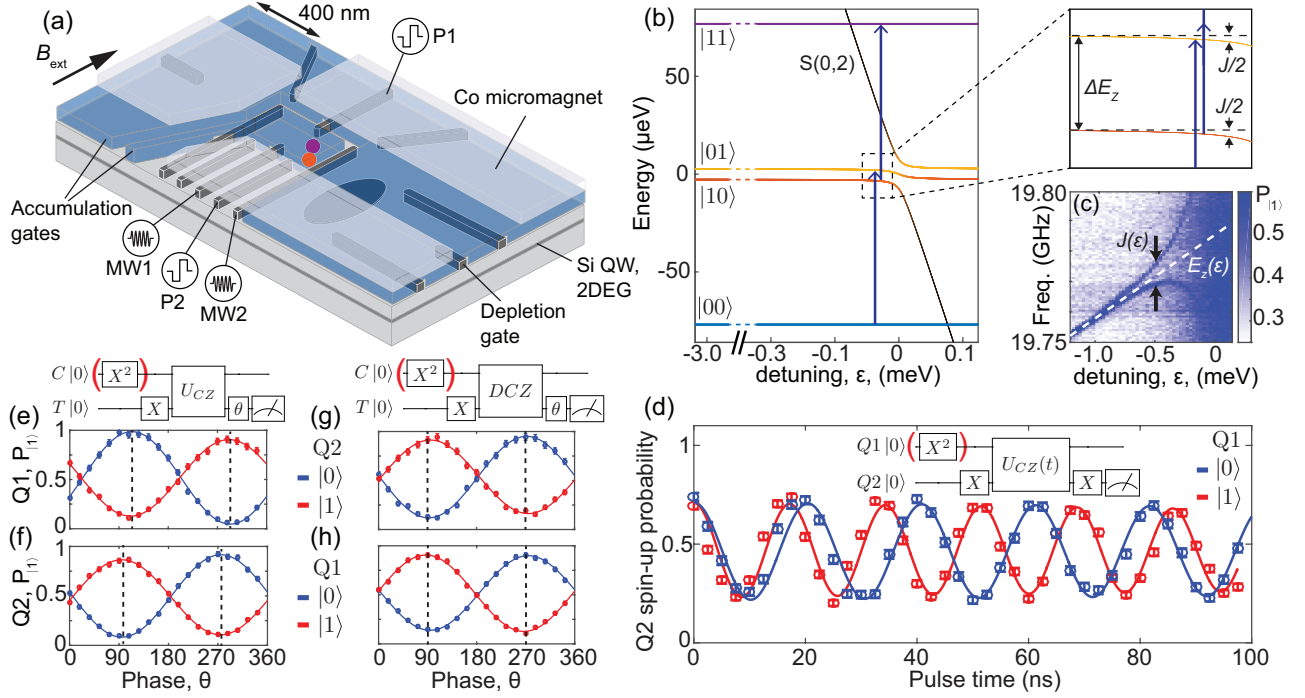 (a)
400 nm
B_ext
P1
Co micromagnet
Accumulation
gates
MW1
P2
MW2
Si QW,
2DEG
Depletion
gate
(b)
Energy (µeV)
50
0
-50
|11⟩
S(0,2)
|01⟩
|10⟩
|00⟩
-3.0
-0.3
-0.2
-0.1
0
0.1
detuning, ε, (meV)
J/2
ΔE_Z
J/2
(c)
19.80
Freq. (GHz)
19.75
J(ε)
E_z(ε)
P_|1⟩
0.5
0.4
0.3
-1.0
-0.5
0
detuning, ε, (meV)
C |0⟩ ( X² )
U_CZ
T |0⟩ X θ
(e)
Q1, P_|1⟩
1
0.5
0
Q2
|0⟩
|1⟩
(f)
Q2, P_|1⟩
1
0.5
0
0 90 180 270 360
Phase, θ
C |0⟩ ( X² )
DCZ
T |0⟩ X θ
(g)
(h)
Q1
|0⟩
|1⟩
0 90 180 270 360
Phase, θ
(d)
Q2 spin-up probability
1
0.5
0
Q1 |0⟩ ( X² )
U_CZ(t)
Q2 |0⟩ X X
Q1
|0⟩
|1⟩
0 20 40 60 80 100
Pulse time (ns)